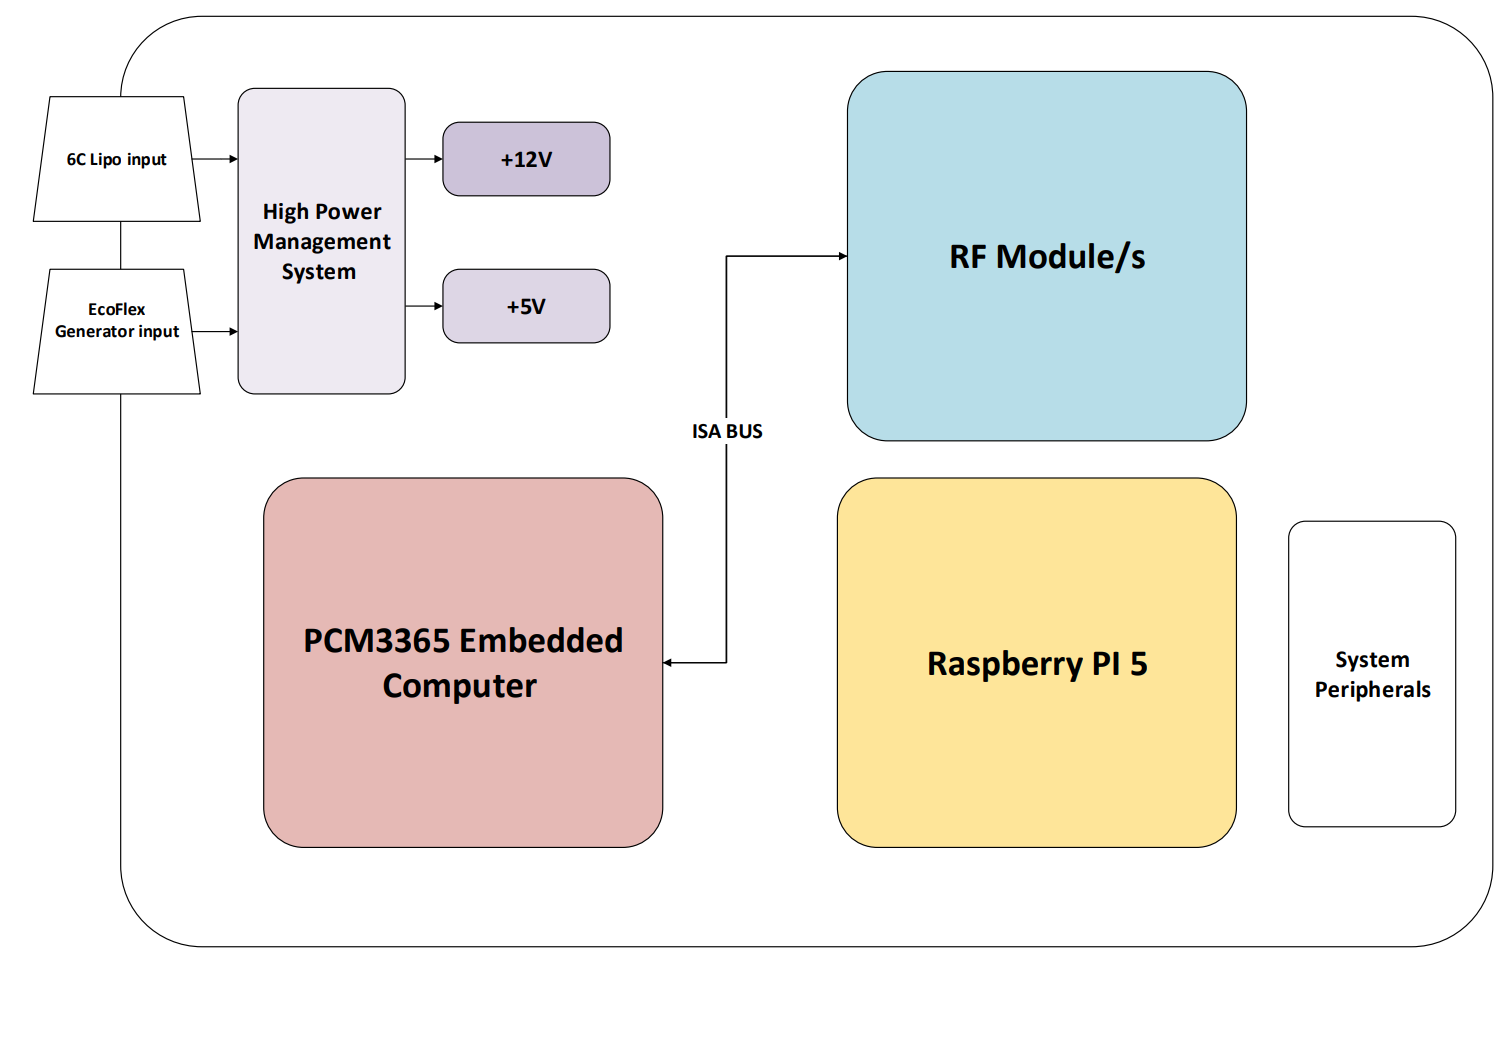 6C Lipo input
+12V
High Power
Management
System
EcoFlex
Generator input
+5V
RF Module/s
ISA BUS
PCM3365 Embedded
Computer
Raspberry PI 5
System
Peripherals